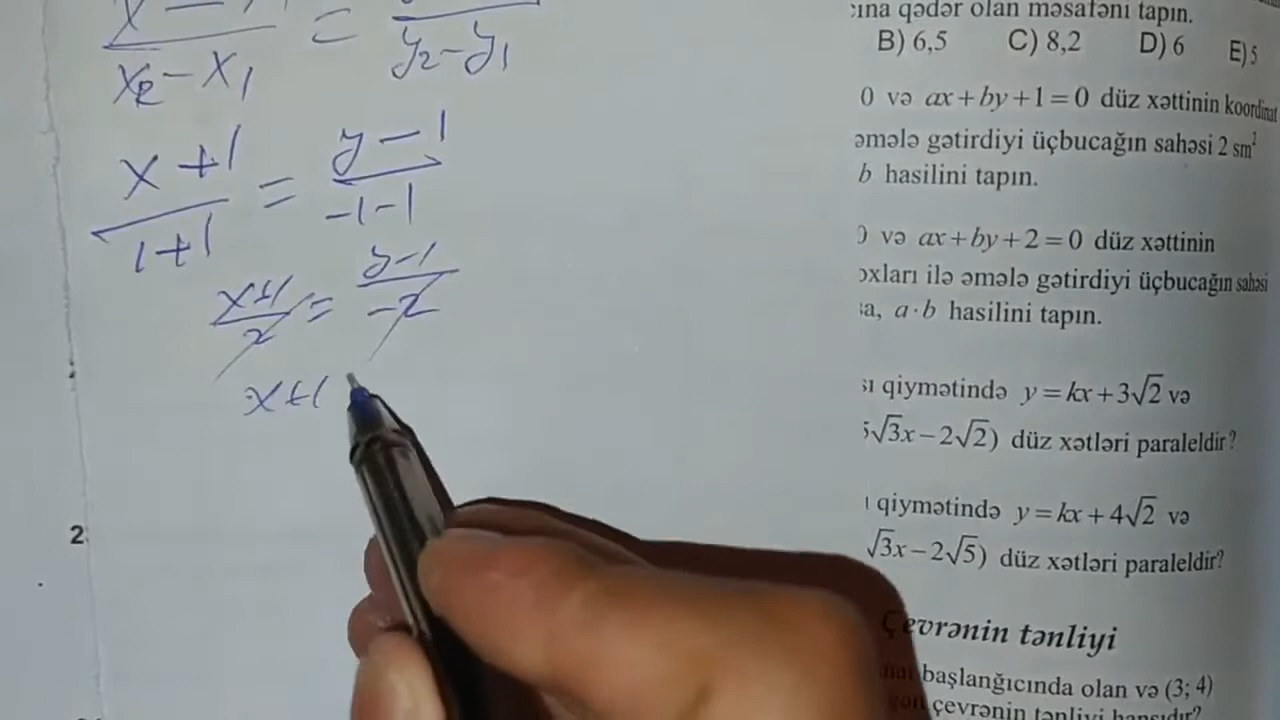 x₂ - x₁ = y₂ - y₁
x + 1 = y - 1
1 + 1 -1 - 1
x+1 = y-1
2 -2
x+1
2
qədər olan məsafəni tapın.
B) 6,5 C) 8,2 D) 6 E) 5
0 və ax + by + 1 = 0 düz xəttinin koordinat
əmələ gətirdiyi üçbucağın sahəsi 2 sm²
b hasilini tapın.
və ax + by + 2 = 0 düz xəttinin
oxları ilə əmələ gətirdiyi üçbucağın sahəsi
a · b hasilini tapın.
qiymətində y = kx + 3√2 və
√3x − 2√2) düz xətləri paraleldir?
qiymətində y = kx + 4√2 və
√3x − 2√5) düz xətləri paraleldir?
Çevrənin tənliyi
başlanğıcında olan və (3; 4)
çevrənin tənliyi hansıdır?